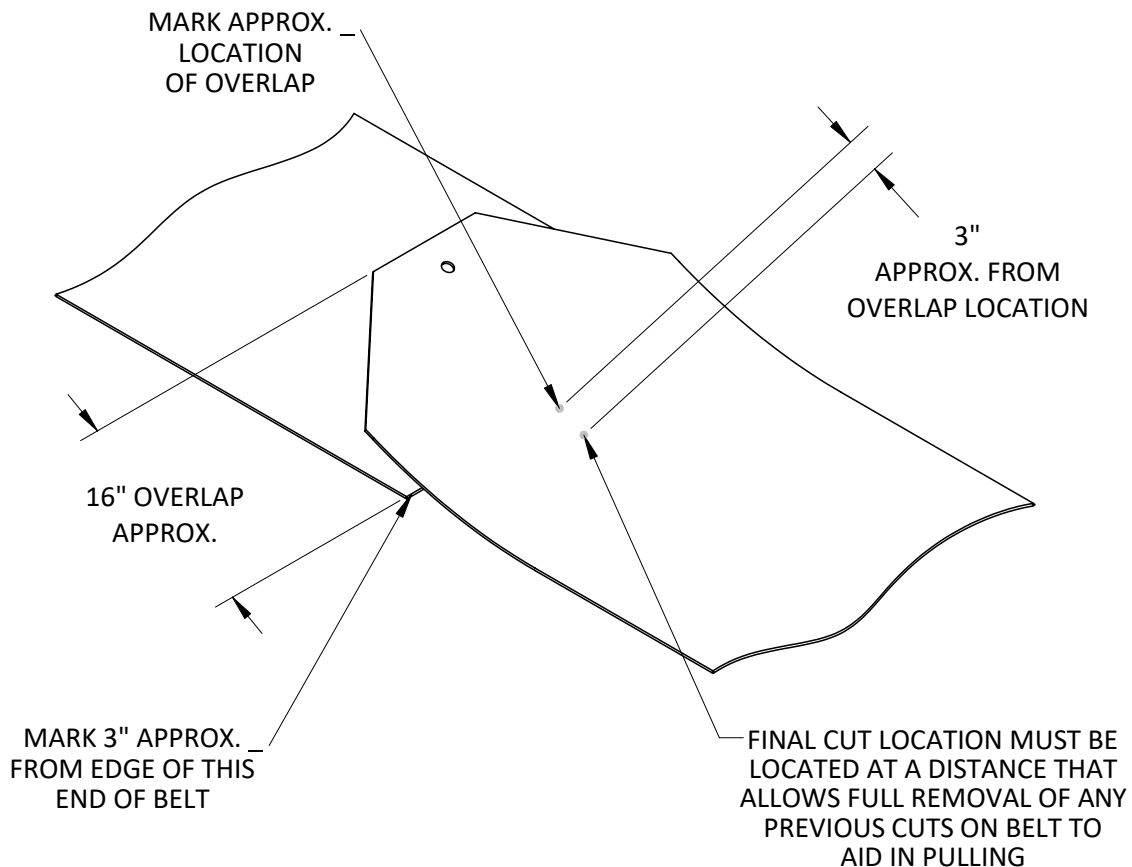 MARK APPROX. _
LOCATION
OF OVERLAP
3"
APPROX. FROM
OVERLAP LOCATION
16" OVERLAP
APPROX.
MARK 3" APPROX. _
FROM EDGE OF THIS
END OF BELT
FINAL CUT LOCATION MUST BE
LOCATED AT A DISTANCE THAT
ALLOWS FULL REMOVAL OF ANY
PREVIOUS CUTS ON BELT TO
AID IN PULLING